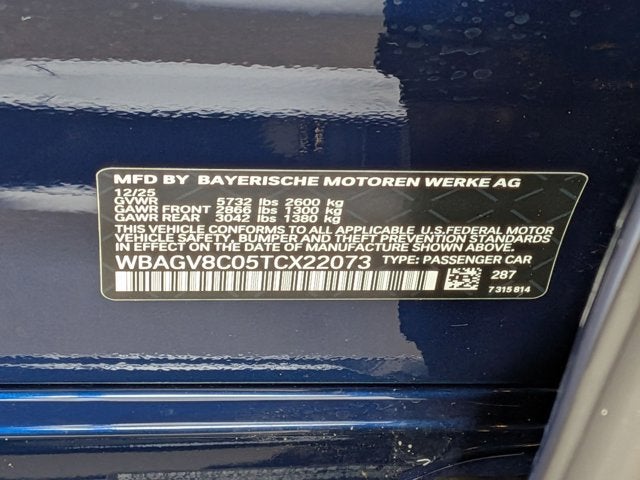 MFD BY BAYERISCHE MOTOREN WERKE AG
12/25
GVWR 5732 lbs 2600 kg
GAWR FRONT 2866 lbs 1300 kg
GAWR REAR 3042 lbs 1380 kg
THIS VEHICLE CONFORMS TO ALL APPLICABLE U.S.FEDERAL MOTOR
VEHICLE SAFETY, BUMPER AND THEFT PREVENTION
STANDARDS IN EFFECT ON THE DATE OF MANUFACTURE SHOWN ABOVE.
WBAGV8C05TCX22073 TYPE: PASSENGER CAR
287
7 315 814